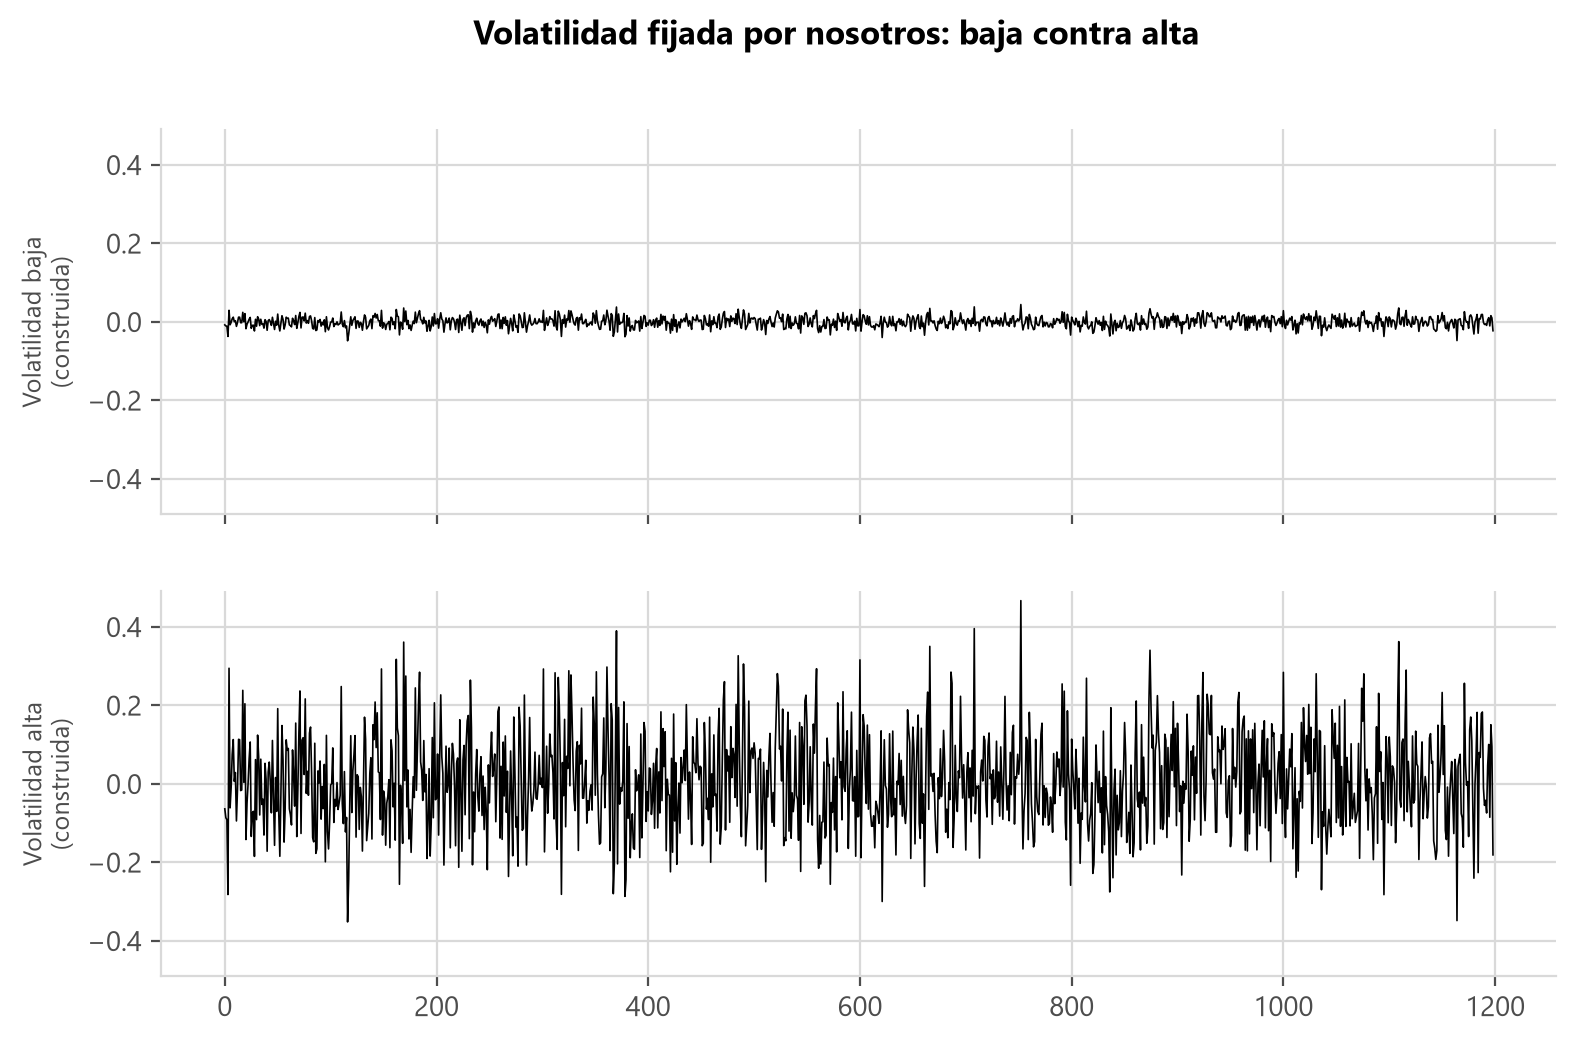 Volatilidad fijada por nosotros: baja contra alta
Volatilidad baja
(construida)
0.4
0.2
0.0
−0.2
−0.4
Volatilidad alta
(construida)
0.4
0.2
0.0
−0.2
−0.4
0 200 400 600 800 1000 1200